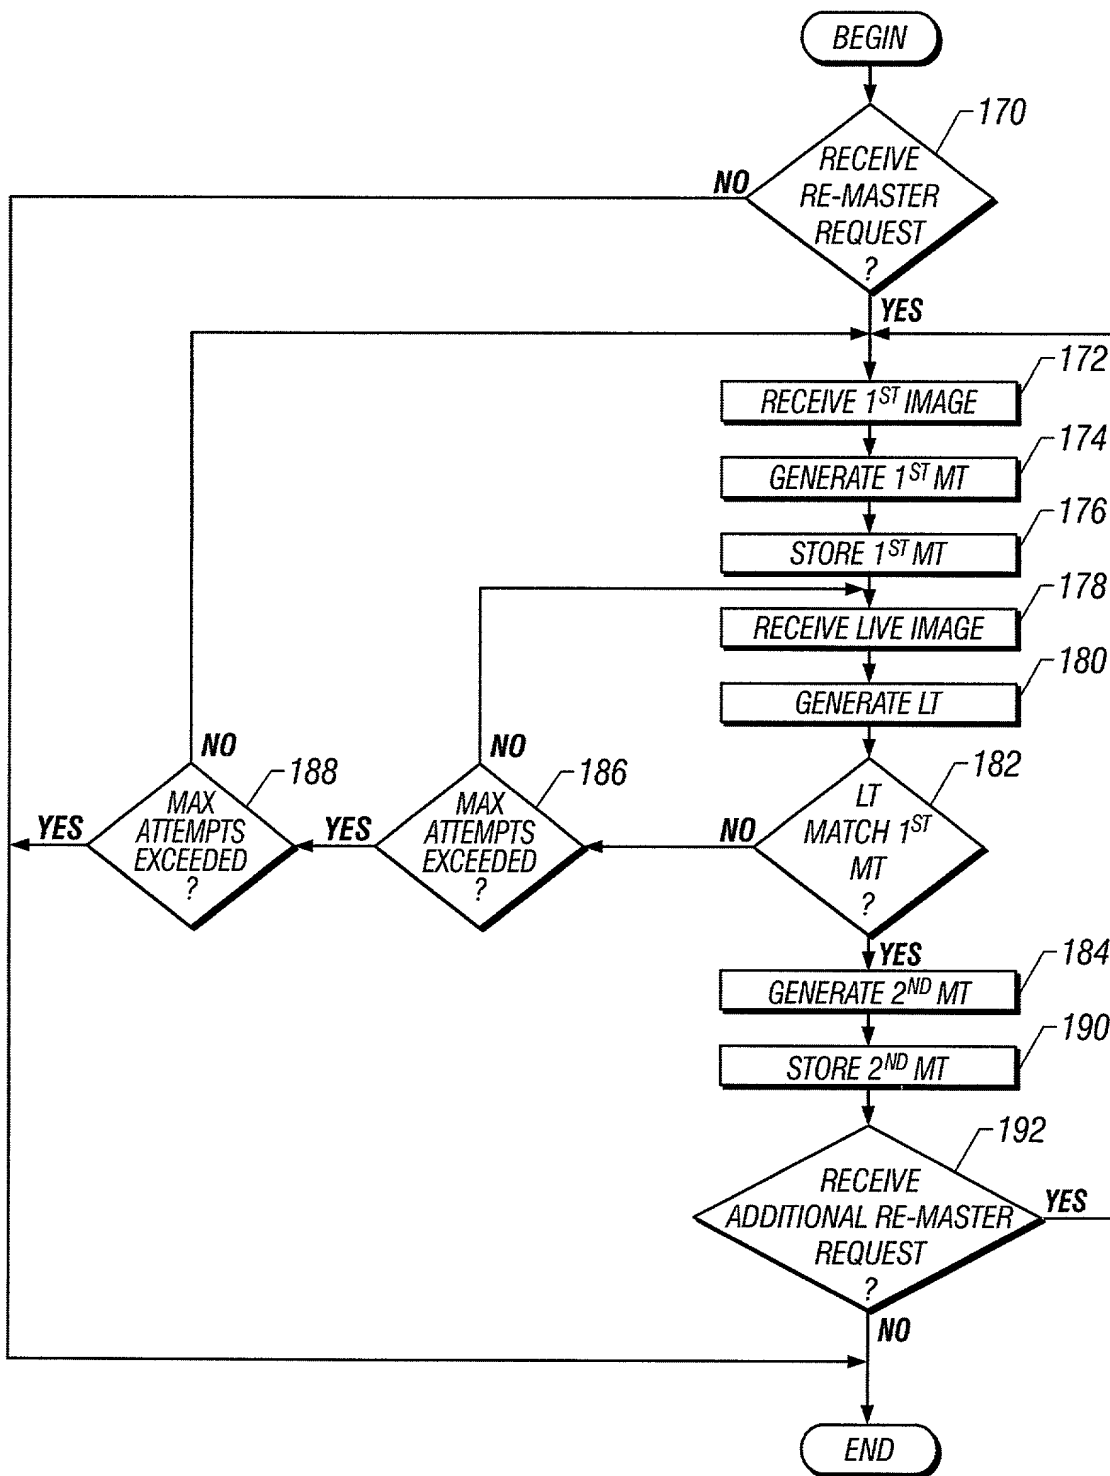 BEGIN
170
RECEIVE
RE-MASTER
REQUEST
?
NO
YES
172
RECEIVE 1ST IMAGE
174
GENERATE 1ST MT
176
STORE 1ST MT
178
RECEIVE LIVE IMAGE
180
GENERATE LT
182
LT
MATCH 1ST
MT
?
NO
186
MAX
ATTEMPTS
EXCEEDED
?
NO
YES
188
MAX
ATTEMPTS
EXCEEDED
?
NO
YES
YES
184
GENERATE 2ND MT
190
STORE 2ND MT
192
RECEIVE
ADDITIONAL RE-MASTER
REQUEST
?
YES
NO
END